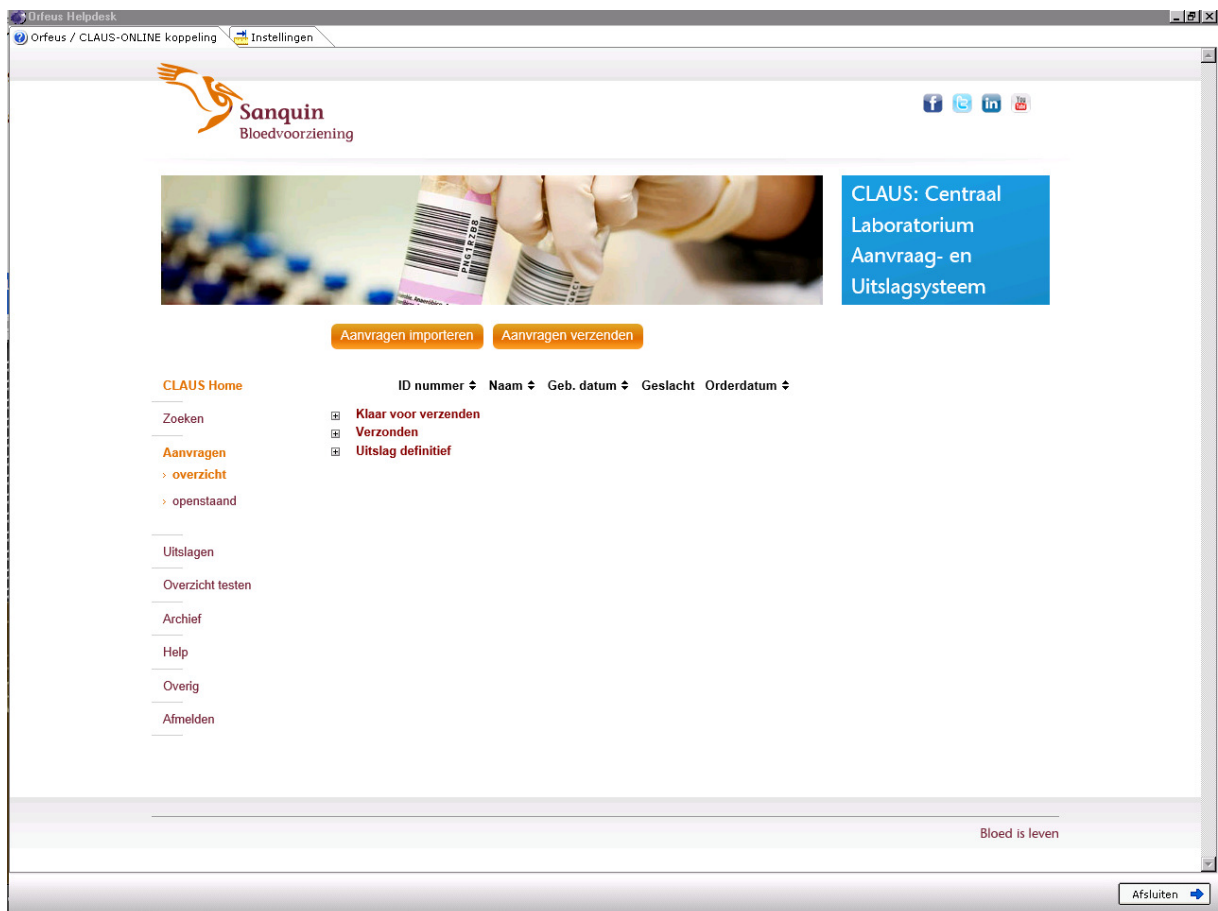 Orfeus Helpdesk
Orfeus / CLAUS-ONLINE koppeling
Instellingen
Sanquin
Bloedvoorziening
PNG1RZB8
CLAUS: Centraal
Laboratorium
Aanvraag- en
Uitslagsysteem
Aanvragen importeren
Aanvragen verzenden
CLAUS Home
ID nummer Naam Geb. datum Geslacht Orderdatum
Zoeken
Klaar voor verzenden
Verzonden
Aanvragen
Uitslag definitief
› overzicht
› openstaand
Uitslagen
Overzicht testen
Archief
Help
Overig
Afmelden
Bloed is leven
Afsluiten